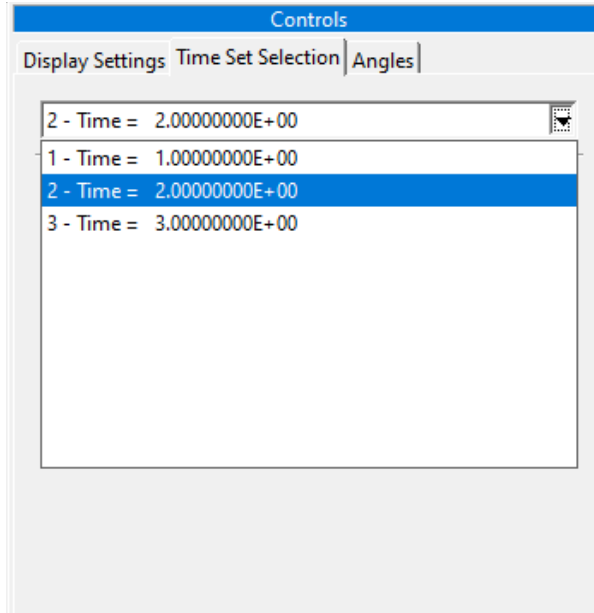 Controls
Display Settings Time Set Selection Angles
2 - Time = 2.00000000E+00
1 - Time = 1.00000000E+00
2 - Time = 2.00000000E+00
3 - Time = 3.00000000E+00